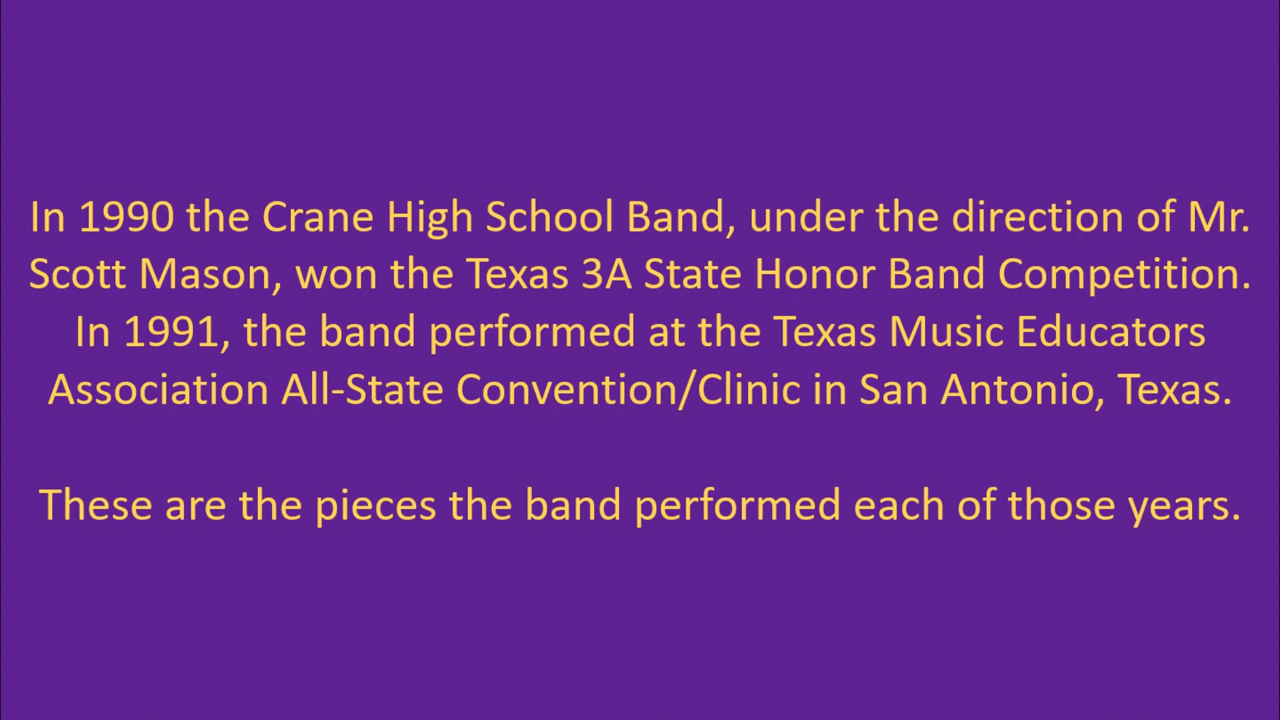 In 1990 the Crane High School Band, under the direction of Mr.
Scott Mason, won the Texas 3A State Honor Band Competition.
In 1991, the band performed at the Texas Music Educators
Association All-State Convention/Clinic in San Antonio, Texas.
These are the pieces the band performed each of those years.